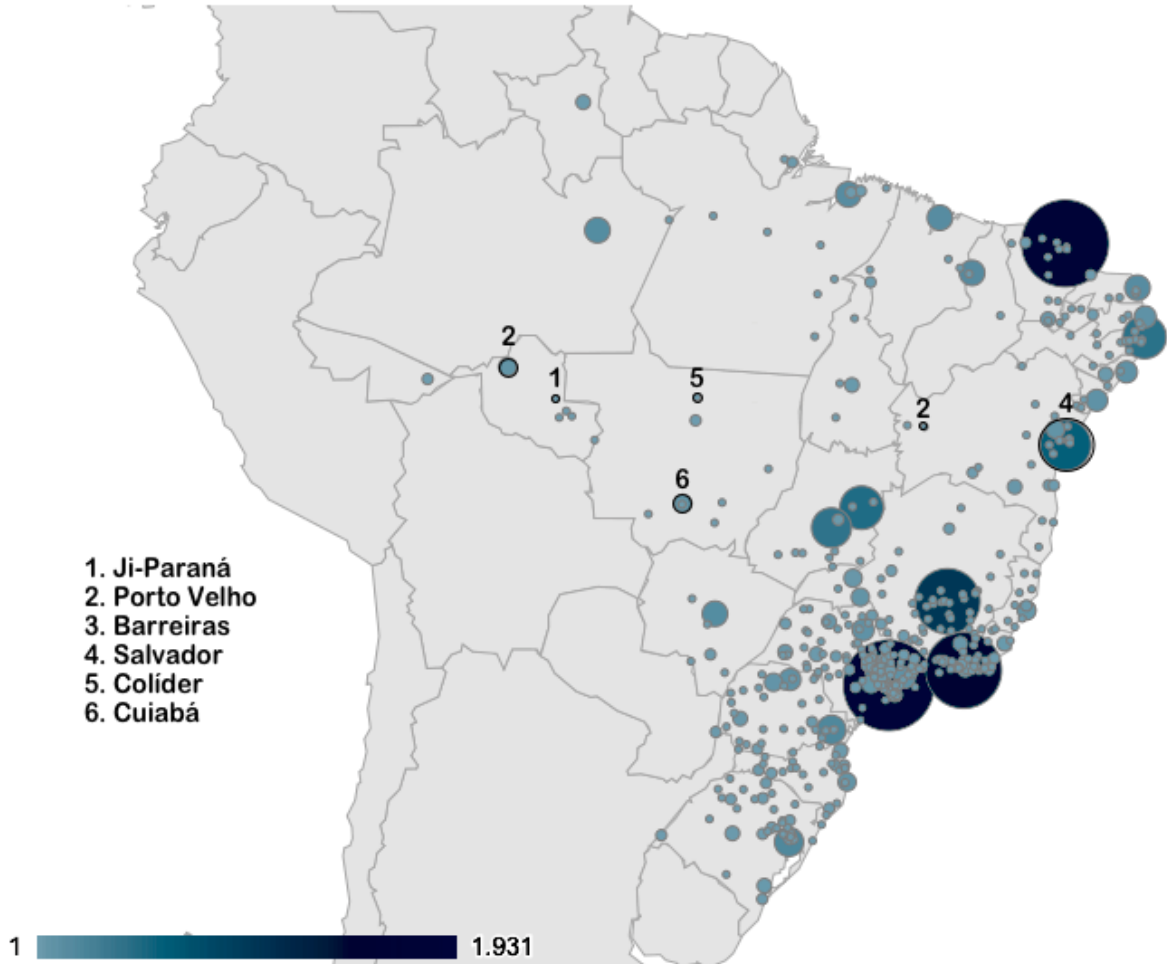 2
1
5
2
4
6
1. Ji-Paraná
2. Porto Velho
3. Barreiras
4. Salvador
5. Colíder
6. Cuiabá
1 1.931